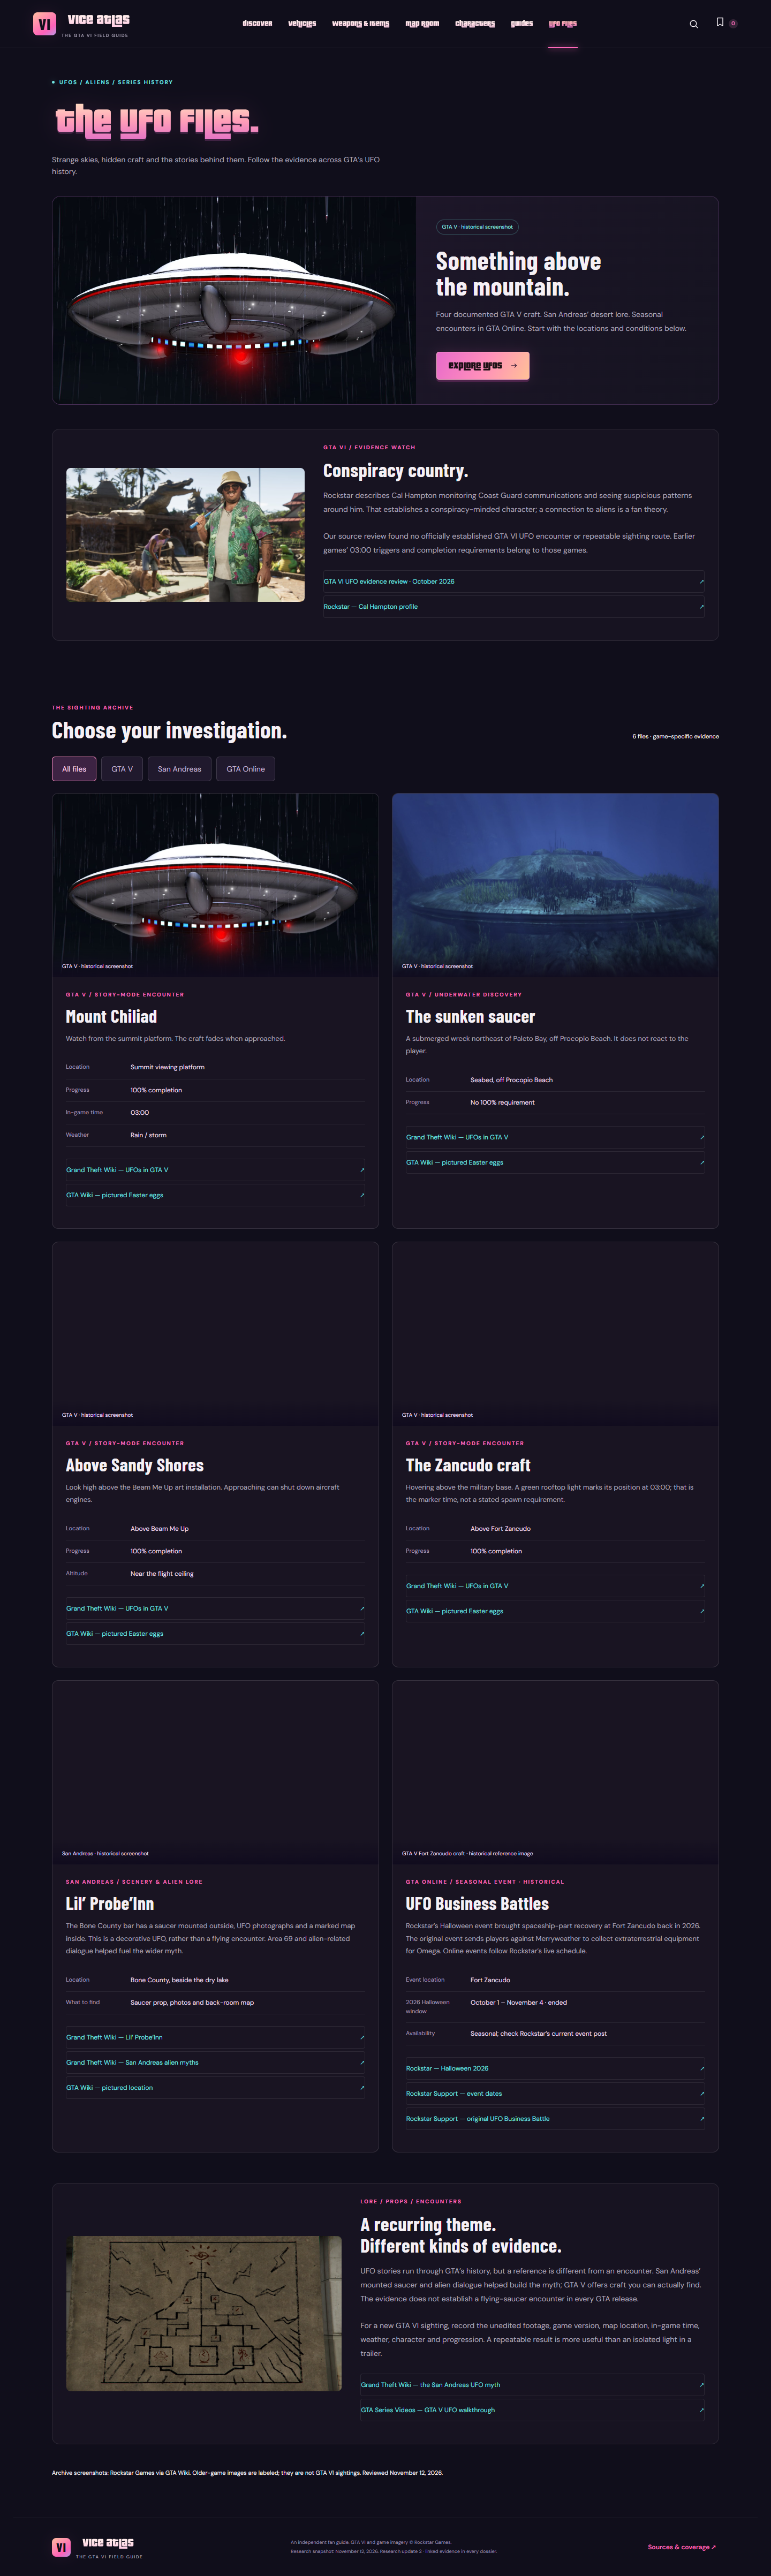 VI
VICE ATLAS
THE GTA VI FIELD GUIDE
DISCOVER
VEHICLES
WEAPONS & ITEMS
MAP ROOM
CHARACTERS
GUIDES
UFO FILES
0
UFOS / ALIENS / SERIES HISTORY
THE UFO FILES.
Strange skies, hidden craft and the stories behind them. Follow the evidence across GTA's UFO
history.
GTA V · historical screenshot
Something above
the mountain.
Four documented GTA V craft. San Andreas' desert lore. Seasonal
encounters in GTA Online. Start with the locations and conditions below.
EXPLORE UFOS →
GTA VI / EVIDENCE WATCH
Conspiracy country.
Rockstar describes Cal Hampton monitoring Coast Guard communications and seeing suspicious patterns
around him. That establishes a conspiracy-minded character; a connection to aliens is a fan theory.
Our source review found no officially established GTA VI UFO encounter or repeatable sighting route. Earlier
games' 03:00 triggers and completion requirements belong to those games.
GTA VI UFO evidence review · October 2026 ↗
Rockstar — Cal Hampton profile ↗
THE SIGHTING ARCHIVE
Choose your investigation.
6 files · game-specific evidence
All files
GTA V
San Andreas
GTA Online
GTA V · historical screenshot
GTA V / STORY-MODE ENCOUNTER
Mount Chiliad
Watch from the summit platform. The craft fades when approached.
Location Summit viewing platform
Progress 100% completion
In-game time 03:00
Weather Rain / storm
Grand Theft Wiki — UFOs in GTA V ↗
GTA Wiki — pictured Easter eggs ↗
GTA V · historical screenshot
GTA V / UNDERWATER DISCOVERY
The sunken saucer
A submerged wreck northeast of Paleto Bay, off Procopio Beach. It does not react to the
player.
Location Seabed, off Procopio Beach
Progress No 100% requirement
Grand Theft Wiki — UFOs in GTA V ↗
GTA Wiki — pictured Easter eggs ↗
GTA V · historical screenshot
GTA V / STORY-MODE ENCOUNTER
Above Sandy Shores
Look high above the Beam Me Up art installation. Approaching can shut down aircraft
engines.
Location Above Beam Me Up
Progress 100% completion
Altitude Near the flight ceiling
Grand Theft Wiki — UFOs in GTA V ↗
GTA Wiki — pictured Easter eggs ↗
GTA V · historical screenshot
GTA V / STORY-MODE ENCOUNTER
The Zancudo craft
Hovering above the military base. A green rooftop light marks its position at 03:00; that is
the marker time, not a stated spawn requirement.
Location Above Fort Zancudo
Progress 100% completion
Grand Theft Wiki — UFOs in GTA V ↗
GTA Wiki — pictured Easter eggs ↗
San Andreas · historical screenshot
SAN ANDREAS / SCENERY & ALIEN LORE
Lil' Probe'Inn
The Bone County bar has a saucer mounted outside, UFO photographs and a marked map
inside. This is a decorative UFO, rather than a flying encounter. Area 69 and alien-related
dialogue helped fuel the wider myth.
Location Bone County, beside the dry lake
What to find Saucer prop, photos and back-room map
Grand Theft Wiki — Lil' Probe'Inn ↗
Grand Theft Wiki — San Andreas alien myths ↗
GTA Wiki — pictured location ↗
GTA V Fort Zancudo craft · historical reference image
GTA ONLINE / SEASONAL EVENT · HISTORICAL
UFO Business Battles
Rockstar's Halloween event brought spaceship-part recovery at Fort Zancudo back in 2026.
The original event sends players against Merryweather to collect extraterrestrial equipment
for Omega. Online events follow Rockstar's live schedule.
Event location Fort Zancudo
2026 Halloween window October 1 – November 4 · ended
Availability Seasonal; check Rockstar's current event post
Rockstar — Halloween 2026 ↗
Rockstar Support — event dates ↗
Rockstar Support — original UFO Business Battle ↗
LORE / PROPS / ENCOUNTERS
A recurring theme.
Different kinds of evidence.
UFO stories run through GTA's history, but a reference is different from an encounter. San Andreas'
mounted saucer and alien dialogue helped build the myth; GTA V offers craft you can actually find.
The evidence does not establish a flying-saucer encounter in every GTA release.
For a new GTA VI sighting, record the unedited footage, game version, map location, in-game time,
weather, character and progression. A repeatable result is more useful than an isolated light in a
trailer.
Grand Theft Wiki — the San Andreas UFO myth ↗
GTA Series Videos — GTA V UFO walkthrough ↗
Archive screenshots: Rockstar Games via GTA Wiki. Older-game images are labeled; they are not GTA VI sightings. Reviewed November 12, 2026.
VI
VICE ATLAS
THE GTA VI FIELD GUIDE
An independent fan guide. GTA VI and game imagery © Rockstar Games.
Research snapshot: November 12, 2026. Research update 2 · linked evidence in every dossier.
Sources & coverage ↗